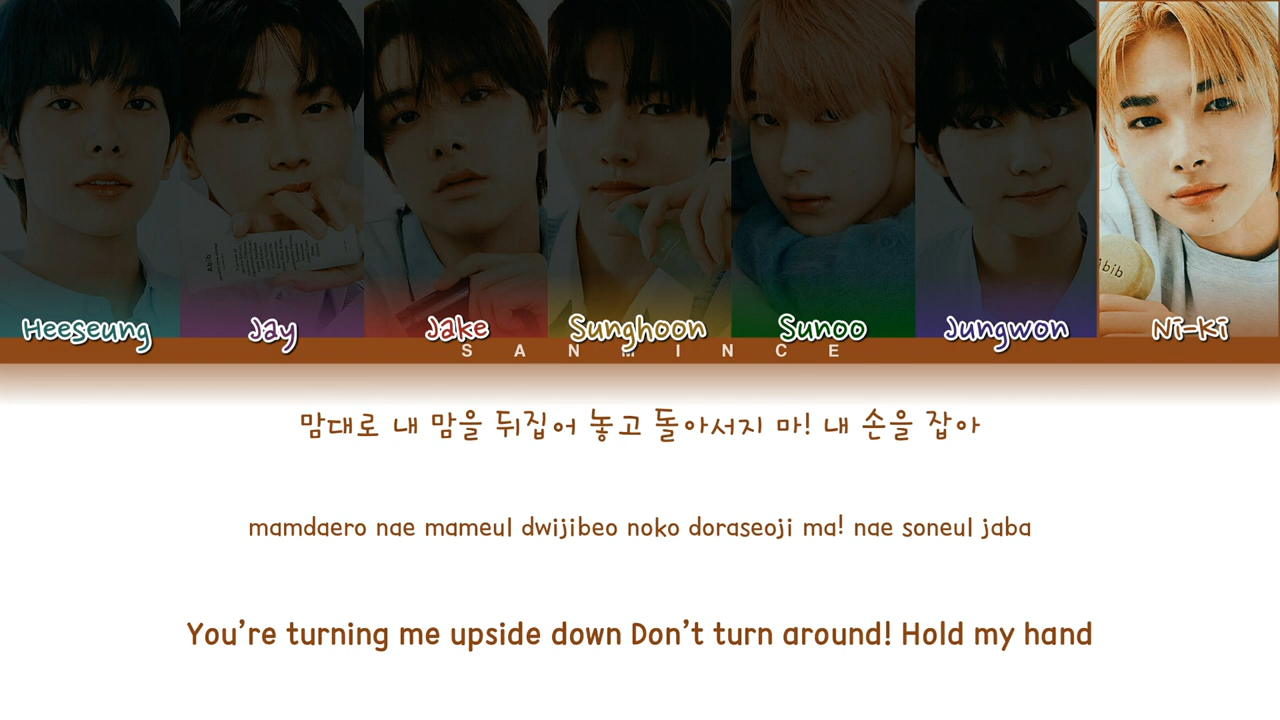 Abib
Abib
Heeseung Jay Jake Sunghoon Sunoo Jungwon Ni-Ki
SANMINCE
맘대로 내 맘을 뒤집어 놓고 돌아서지 마! 내 손을 잡아
mamdaero nae mameul dwijibeo noko doraseoji ma! nae soneul jaba
You're turning me upside down Don't turn around! Hold my hand